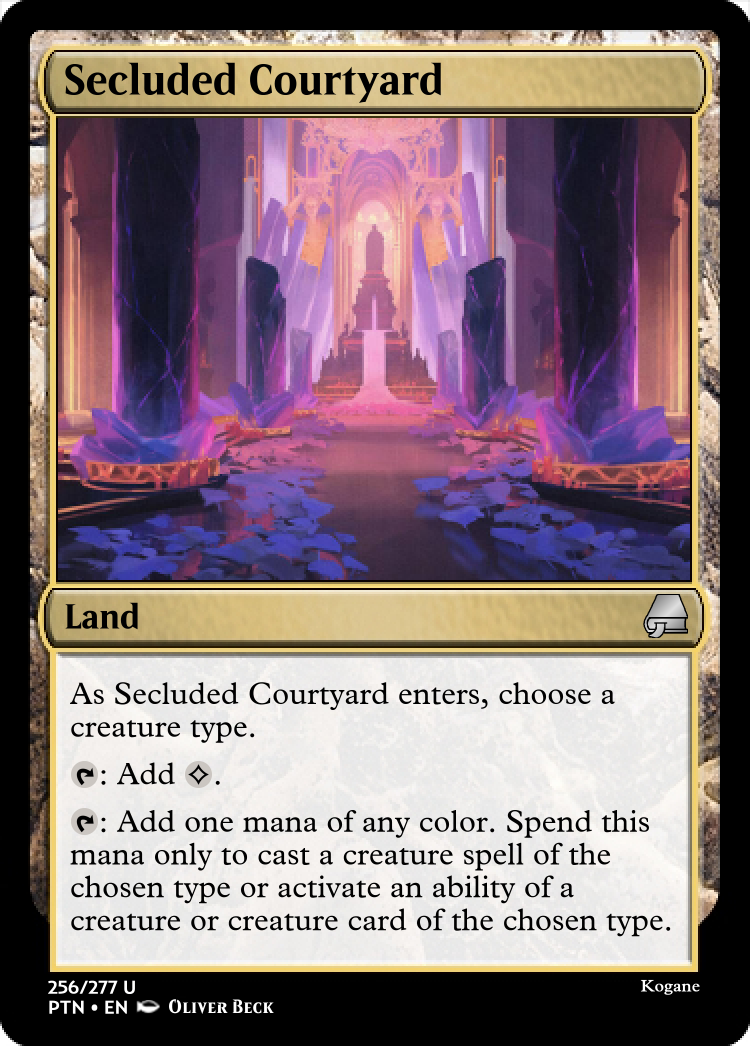 Secluded Courtyard
Land
As Secluded Courtyard enters, choose a
creature type.
: Add .
: Add one mana of any color. Spend this
mana only to cast a creature spell of the
chosen type or activate an ability of a
creature or creature card of the chosen type.
256/277 U
Kogane
PTN • EN Oliver Beck